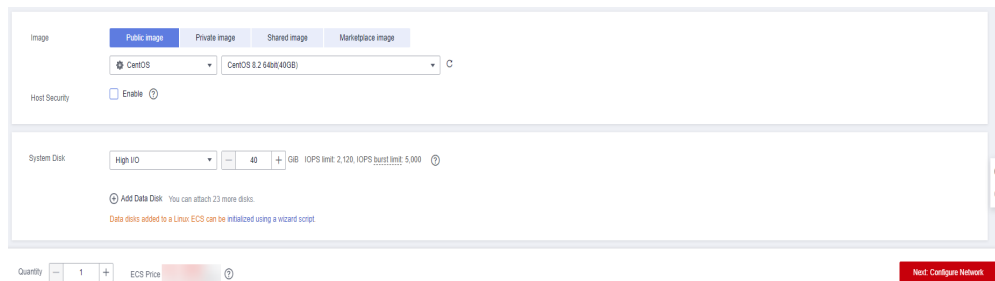 Image Public image Private image Shared image Marketplace image
CentOS CentOS 8.2 64bit(40GB)
Host Security Enable ?
System Disk High I/O − 40 + GiB IOPS limit: 2,120, IOPS burst limit: 5,000 ?
+ Add Data Disk You can attach 23 more disks.
Data disks added to a Linux ECS can be initialized using a wizard script.
Quantity − 1 + ECS Price ? Next: Configure Network